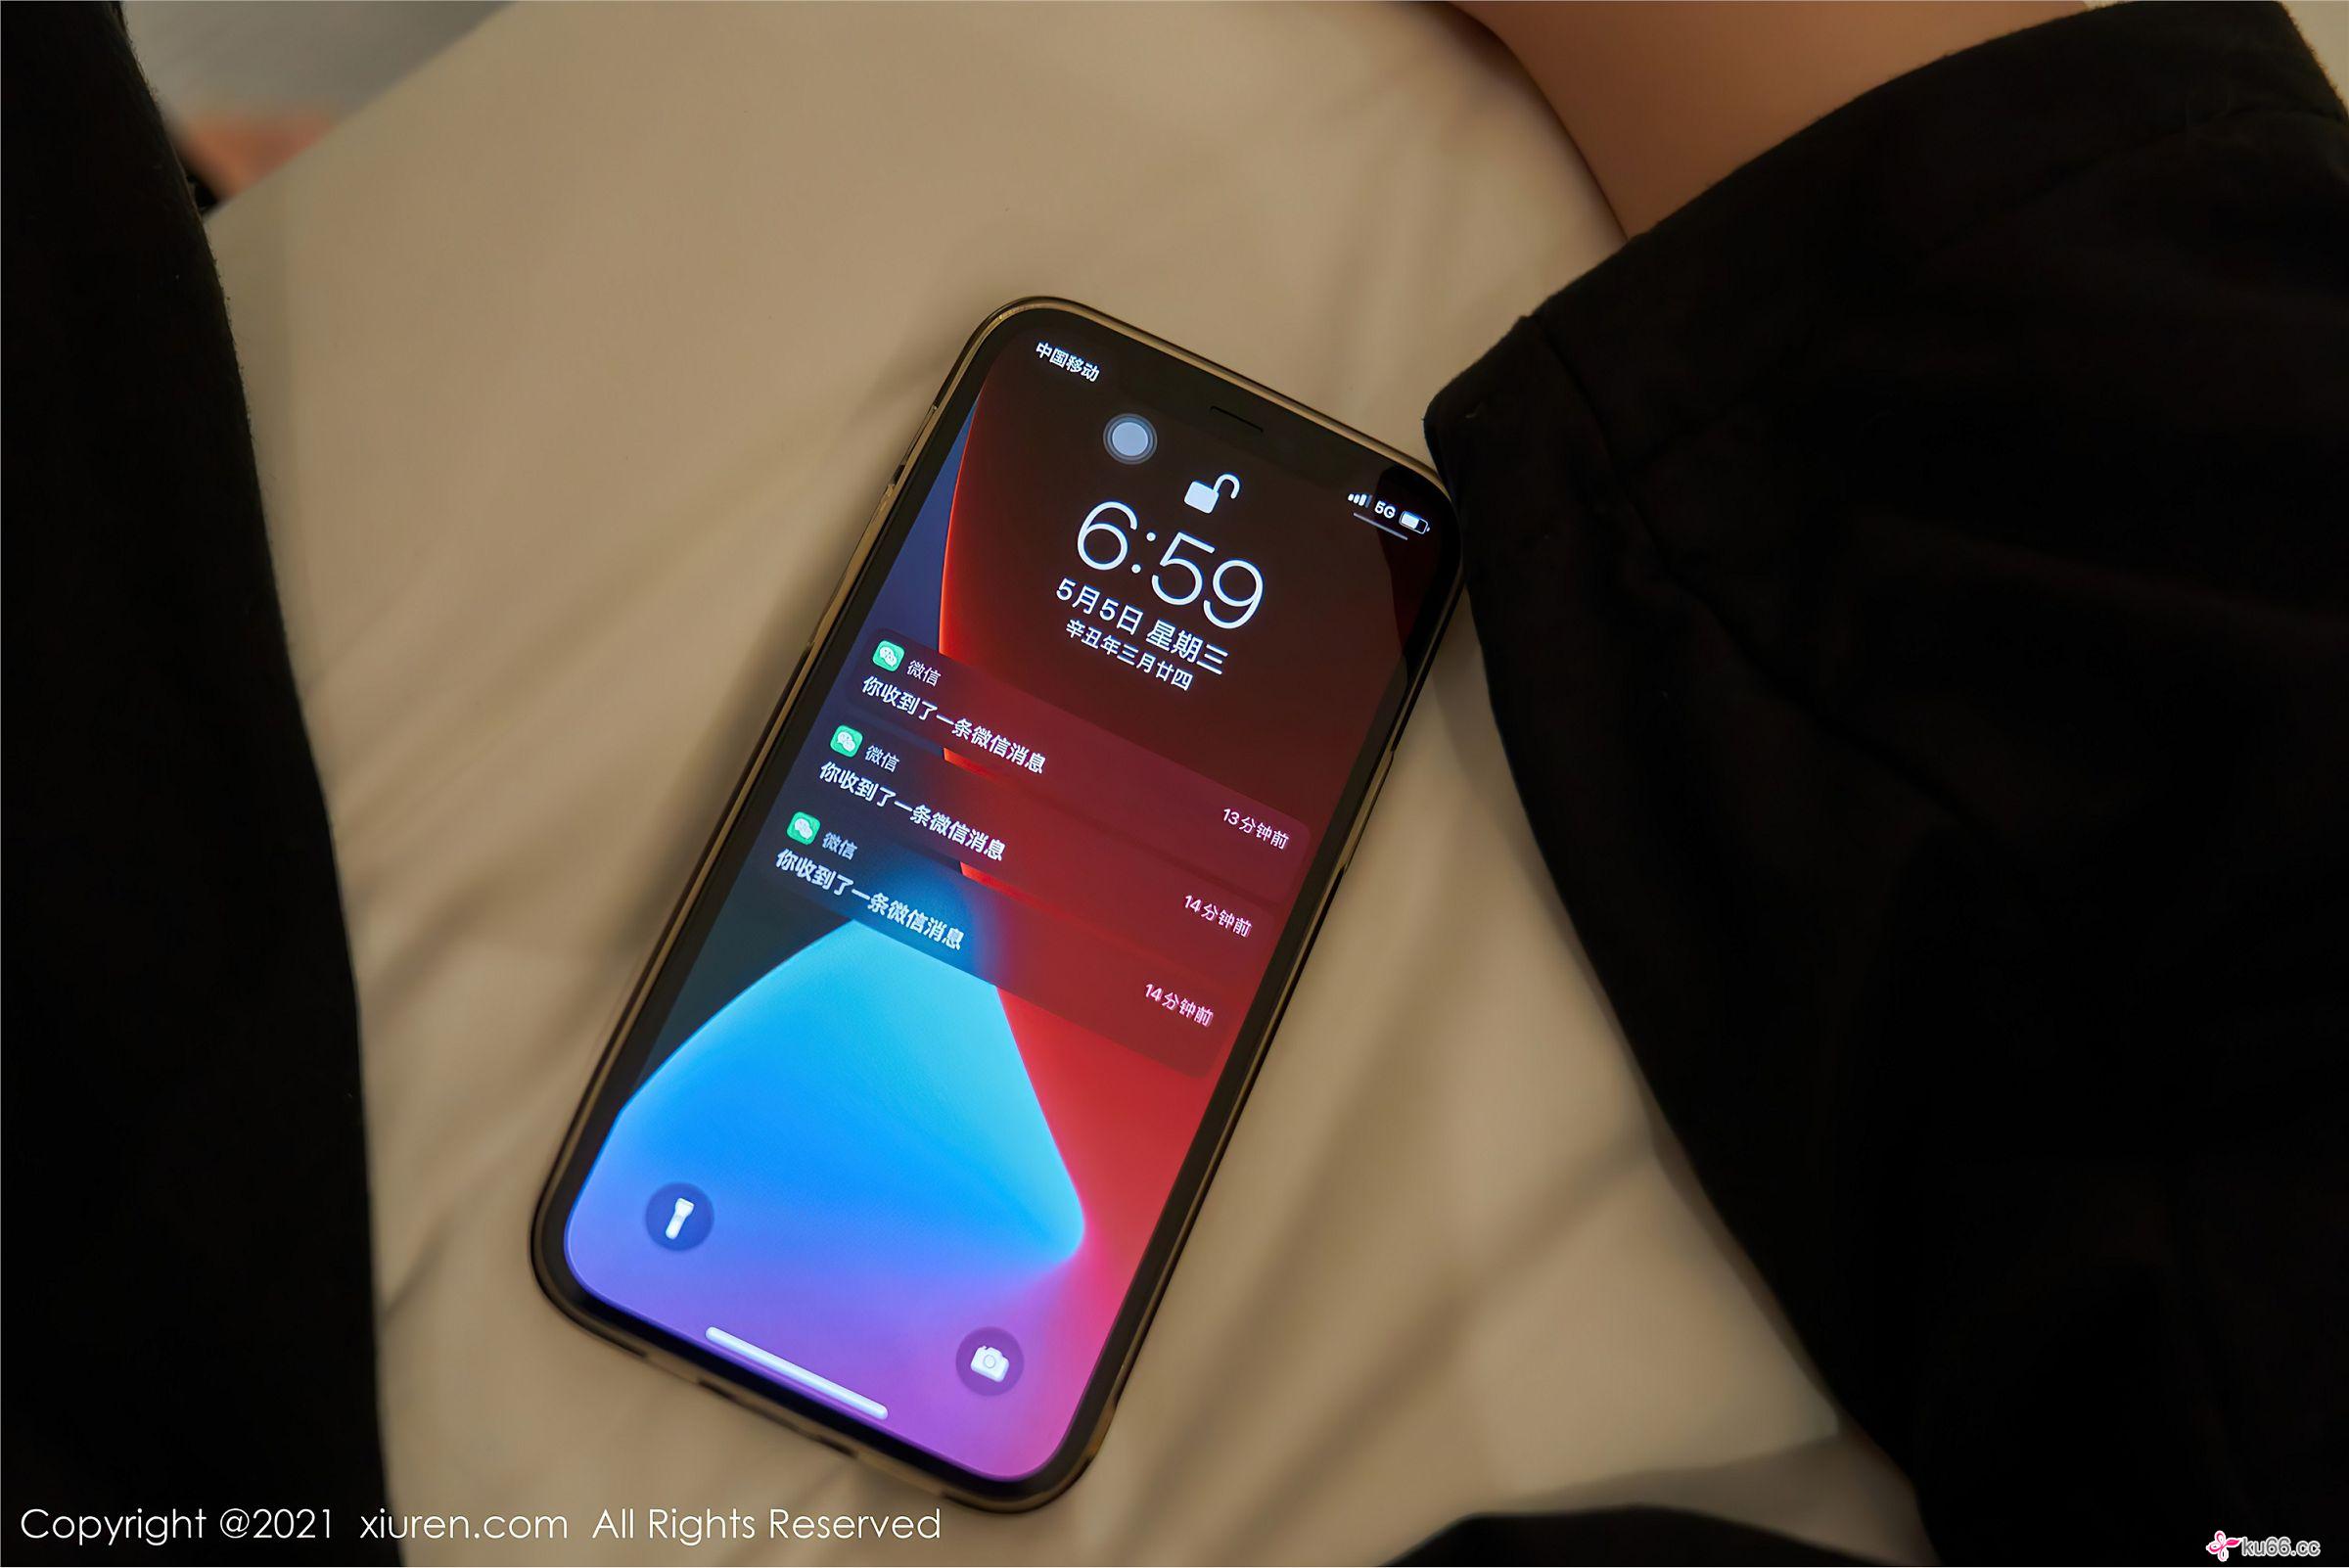 中国移动
5G
6:59
5月5日 星期三
辛丑年三月廿四
微信
13分钟前
你收到了一条微信消息
微信
14分钟前
你收到了一条微信消息
微信
14分钟前
你收到了一条微信消息
Copyright @2021 xiuren.com All Rights Reserved
ku66.cc